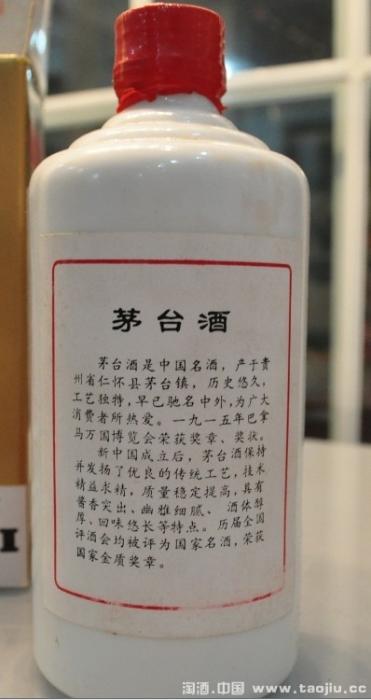 茅台酒
茅台酒是中国名酒，产于贵
州省仁怀县茅台镇，历史悠久，
工艺独特，早已驰名中外，为广大
消费者所热爱。一九一五年巴拿
马万国博览会荣获奖章、奖状。
新中国成立后，茅台酒保持
并发扬了优良的传统工艺，技术
精益求精，质量稳定提高，具有
酱香突出、幽雅细腻、酒体醇
厚、回味悠长等特点。历届全国
评酒会均被评为国家名酒，荣获
国家金质奖章。
I
淘酒.中国 www.taojiu.cc